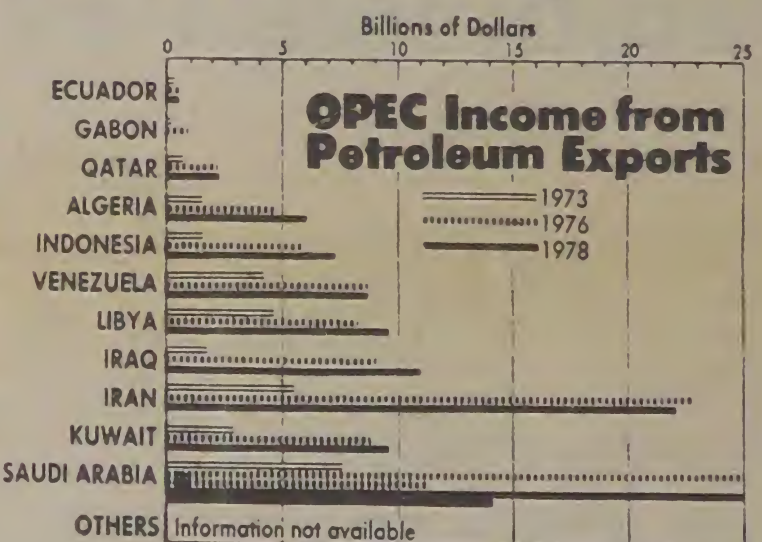 Billions of Dollars
0 5 10 15 20 25
OPEC Income from
Petroleum Exports
1973
1976
1978
ECUADOR
GABON
QATAR
ALGERIA
INDONESIA
VENEZUELA
LIBYA
IRAQ
IRAN
KUWAIT
SAUDI ARABIA
OTHERS Information not available